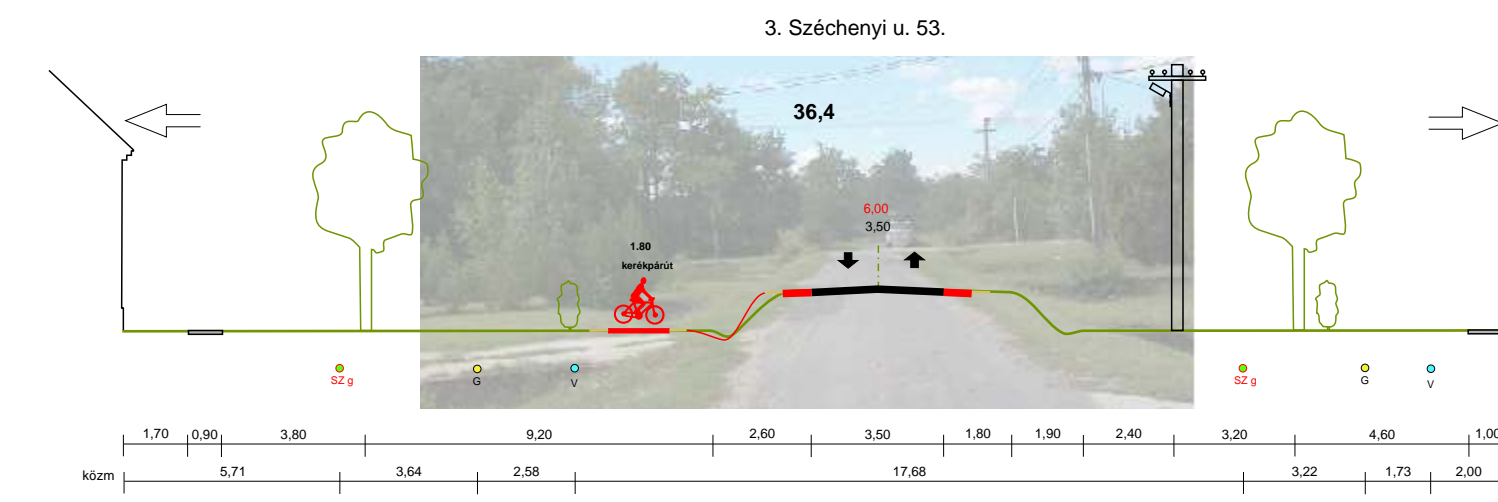 3. Széchenyi u. 53.
36,4
6,00
3,50
1.80
kerékpárút
SZ g G V SZ g G V
1,70 0,90 3,80 9,20 2,60 3,50 1,80 1,90 2,40 3,20 4,60 1,00
közm 5,71 3,64 2,58 17,68 3,22 1,73 2,00